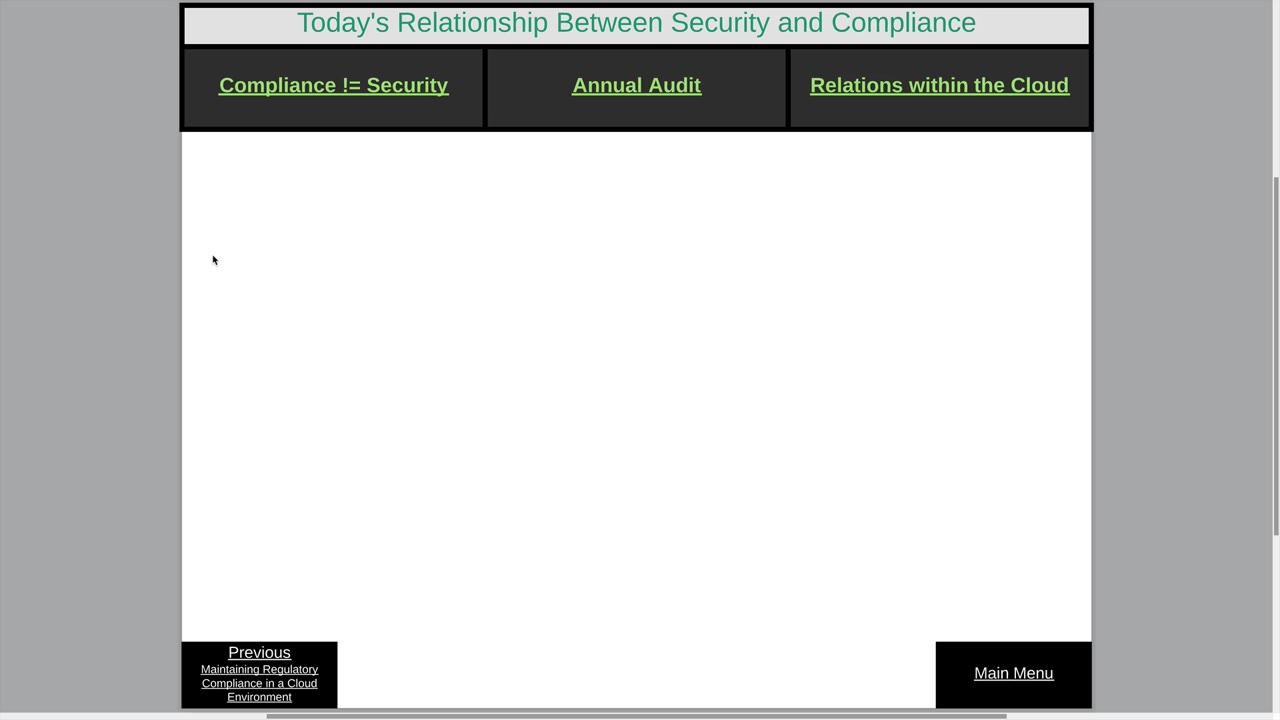 Today's Relationship Between Security and Compliance
Compliance != Security
Annual Audit
Relations within the Cloud
Previous
Maintaining Regulatory
Compliance in a Cloud
Environment
Main Menu